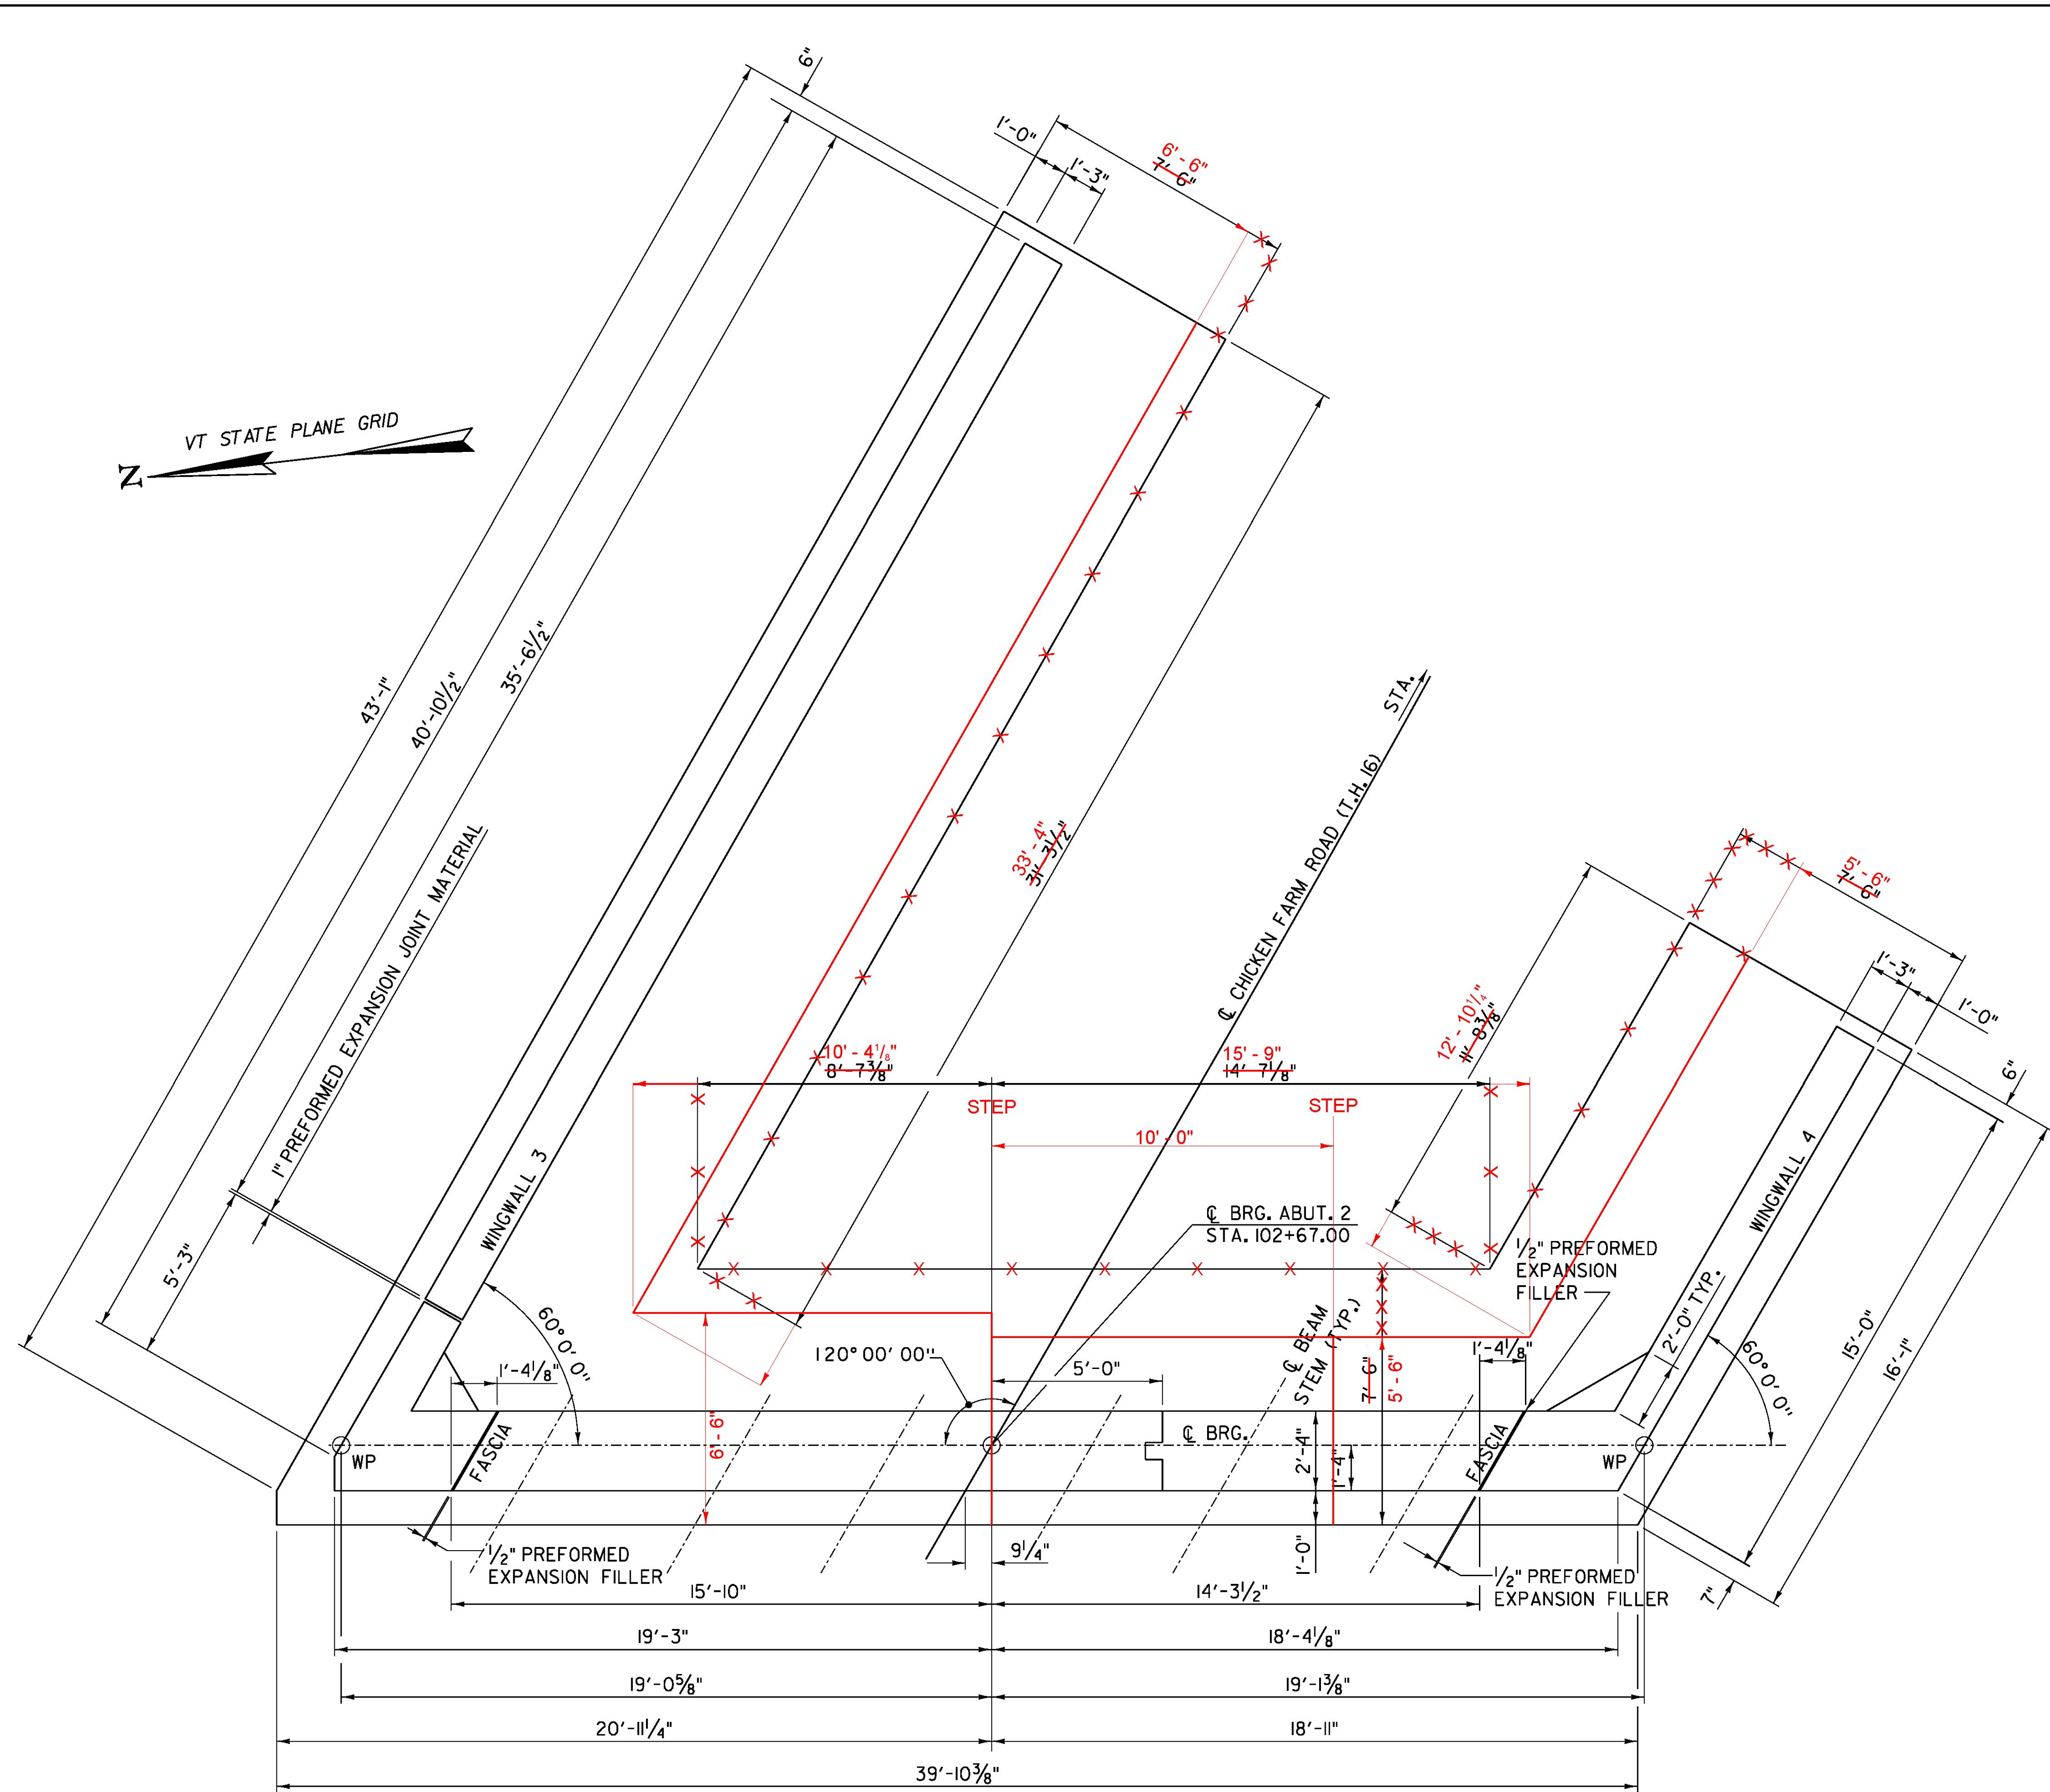 6"
1'-0"
1'-3"
6' - 6"
7'-6"
VT STATE PLANE GRID
N
43'-1"
40'-10½"
35'-6½"
STA.
33' - 4"
31'-3½"
℄ CHICKEN FARM ROAD (T.H. 16)
5' - 6"
7'-6"
1'-3"
1'-0"
6"
12' - 10¼"
11'-8⅜"
1" PREFORMED EXPANSION JOINT MATERIAL
10' - 4⅛"
8'-7⅜"
15' - 9"
14'-7⅛"
STEP
STEP
10' - 0"
WINGWALL 3
WINGWALL 4
℄ BRG. ABUT. 2
STA. 102+67.00
½" PREFORMED
EXPANSION
FILLER
5'-3"
60°0'0"
2'-0" TYP.
60°0'0"
15'-0"
16'-1"
℄ BEAM
STEM (TYP.)
120°00'00"
1'-4⅛"
5'-0"
1'-4⅛"
7'-6"
5' - 6"
6' - 6"
FASCIA
℄ BRG.
2'-4"
1'-4"
FASCIA
WP
WP
½" PREFORMED
EXPANSION FILLER
9¼"
1'-0"
½" PREFORMED
EXPANSION FILLER
7"
15'-10"
14'-3½"
19'-3"
18'-4⅛"
19'-0⅝"
19'-1⅜"
20'-11¼"
18'-11"
39'-10⅜"